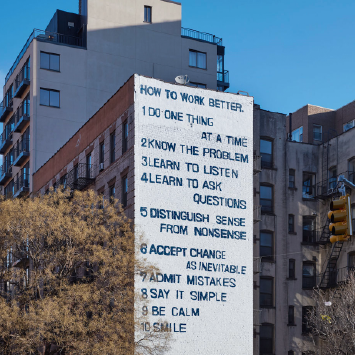 HOW TO WORK BETTER.
1 DO ONE THING
AT A TIME
2 KNOW THE PROBLEM
3 LEARN TO LISTEN
4 LEARN TO ASK
QUESTIONS
5 DISTINGUISH SENSE
FROM NONSENSE
6 ACCEPT CHANGE
AS INEVITABLE
7 ADMIT MISTAKES
8 SAY IT SIMPLE
9 BE CALM
10 SMILE